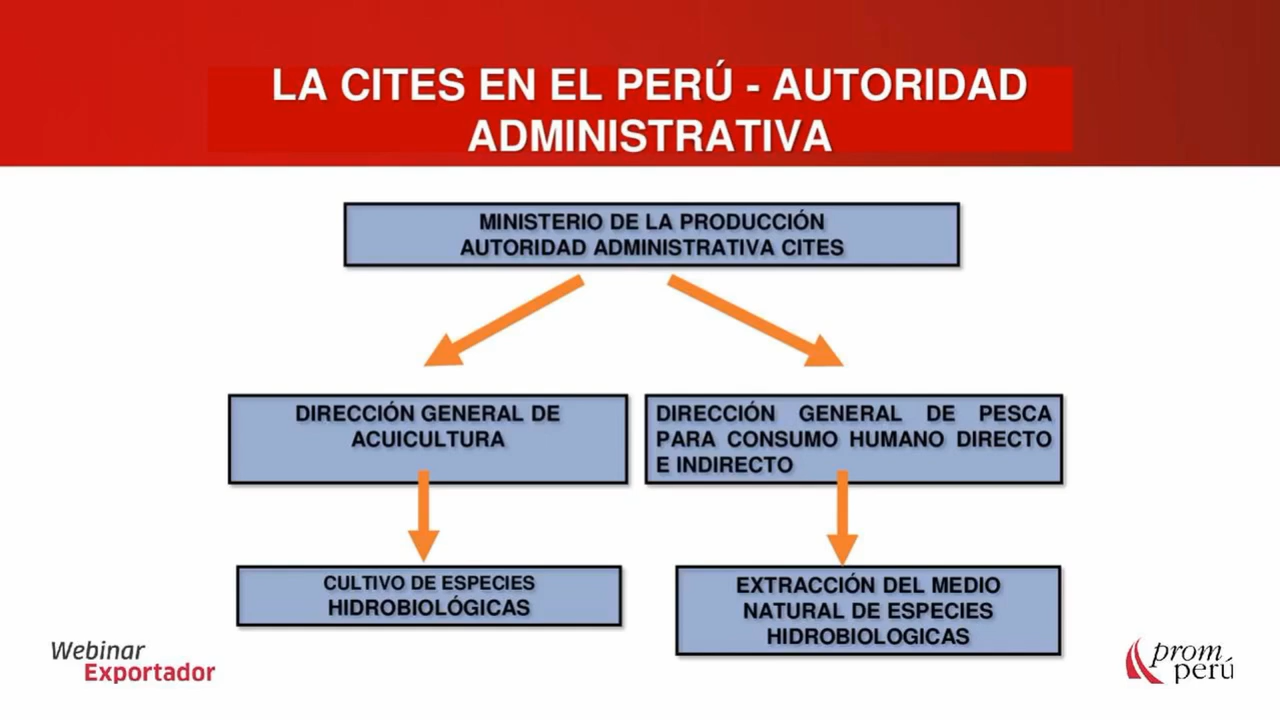 LA CITES EN EL PERÚ - AUTORIDAD
ADMINISTRATIVA
MINISTERIO DE LA PRODUCCIÓN
AUTORIDAD ADMINISTRATIVA CITES
DIRECCIÓN GENERAL DE
ACUICULTURA
DIRECCIÓN GENERAL DE PESCA
PARA CONSUMO HUMANO DIRECTO
E INDIRECTO
CULTIVO DE ESPECIES
HIDROBIOLÓGICAS
EXTRACCIÓN DEL MEDIO
NATURAL DE ESPECIES
HIDROBIOLOGICAS
Webinar
Exportador
prom
perú